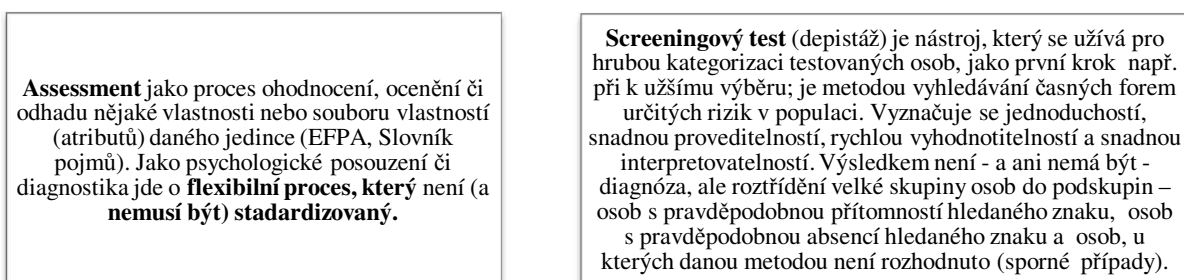 Assessment jako proces ohodnocení, ocenění či
odhadu nějaké vlastnosti nebo souboru vlastností
(atributů) daného jedince (EFPA, Slovník
pojmů). Jako psychologické posouzení či
diagnostika jde o flexibilní proces, který není (a
nemusí být) stadardizovaný.
Screeningový test (depistáž) je nástroj, který se užívá pro
hrubou kategorizaci testovaných osob, jako první krok např.
při k užšímu výběru; je metodou vyhledávání časných forem
určitých rizik v populaci. Vyznačuje se jednoduchostí,
snadnou proveditelností, rychlou vyhodnotitelností a snadnou
interpretovatelností. Výsledkem není - a ani nemá být -
diagnóza, ale roztřídění velké skupiny osob do podskupin –
osob s pravděpodobnou přítomností hledaného znaku, osob
s pravděpodobnou absencí hledaného znaku a osob, u
kterých danou metodou není rozhodnuto (sporné případy).